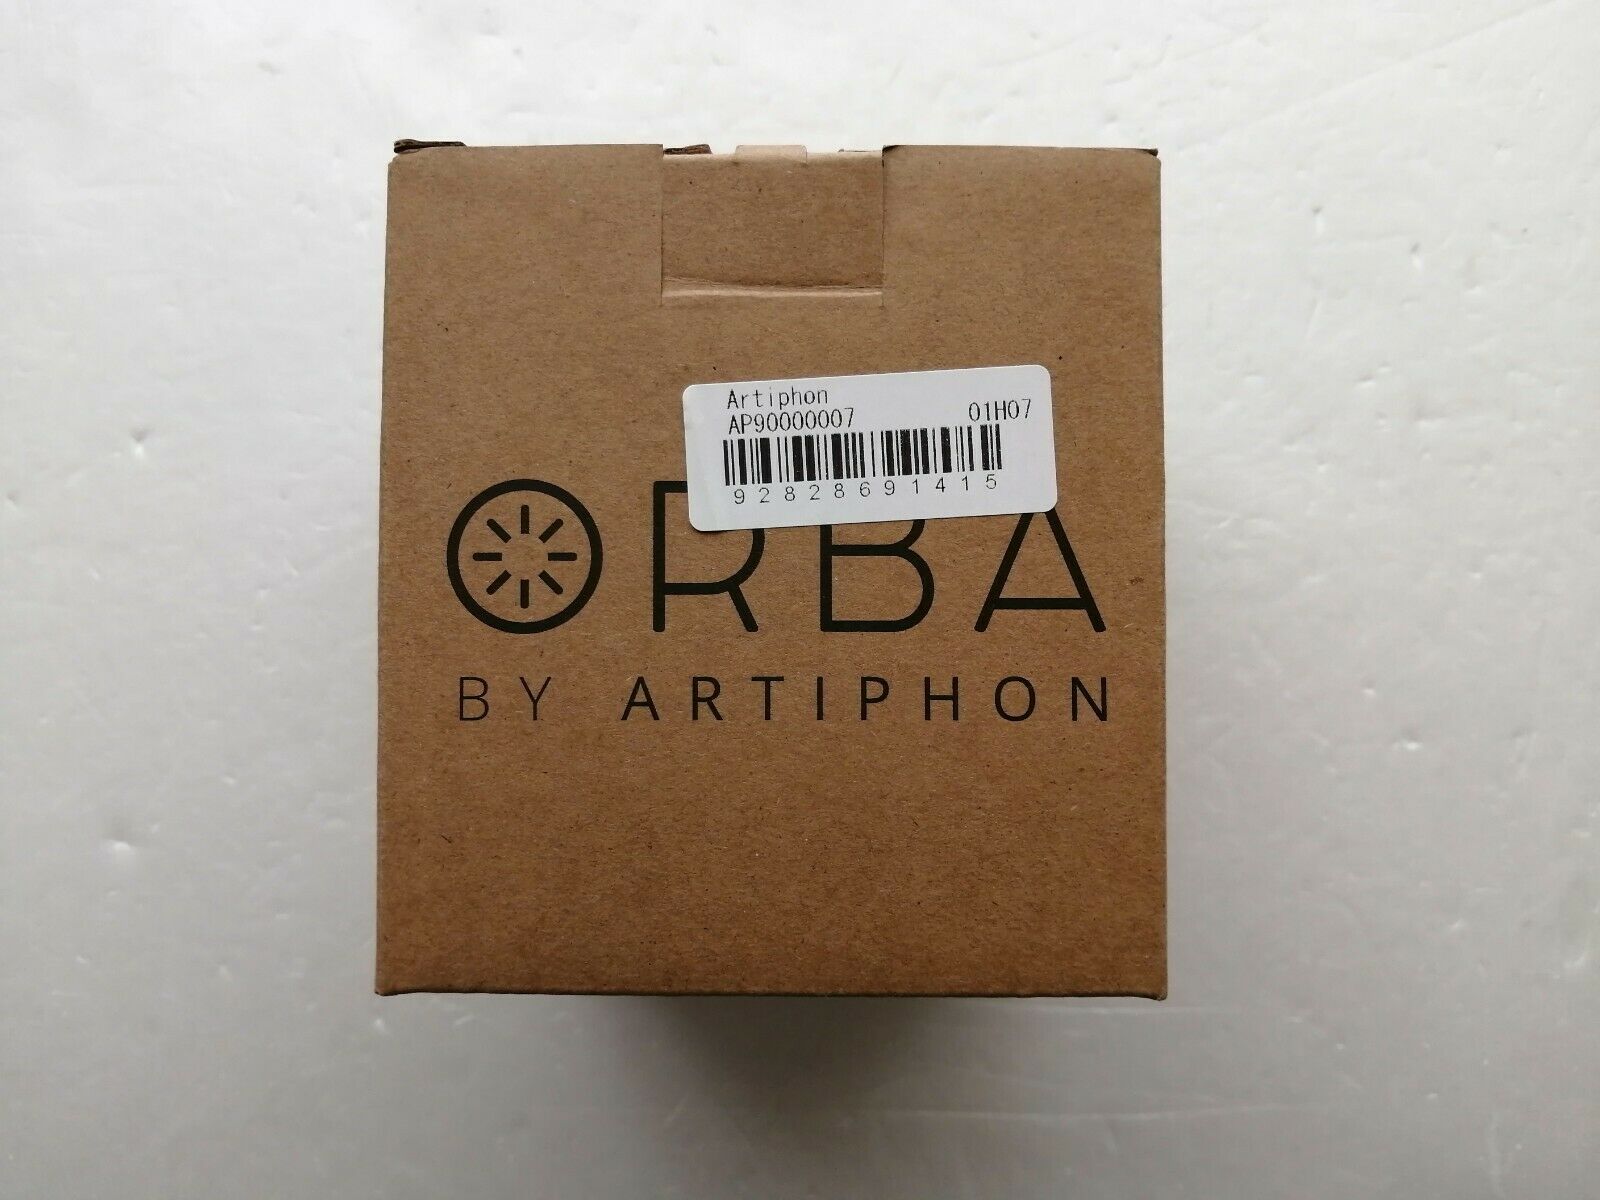 Artiphon
AP90000007 01H07
92828691415
ORBA
BY ARTIPHON